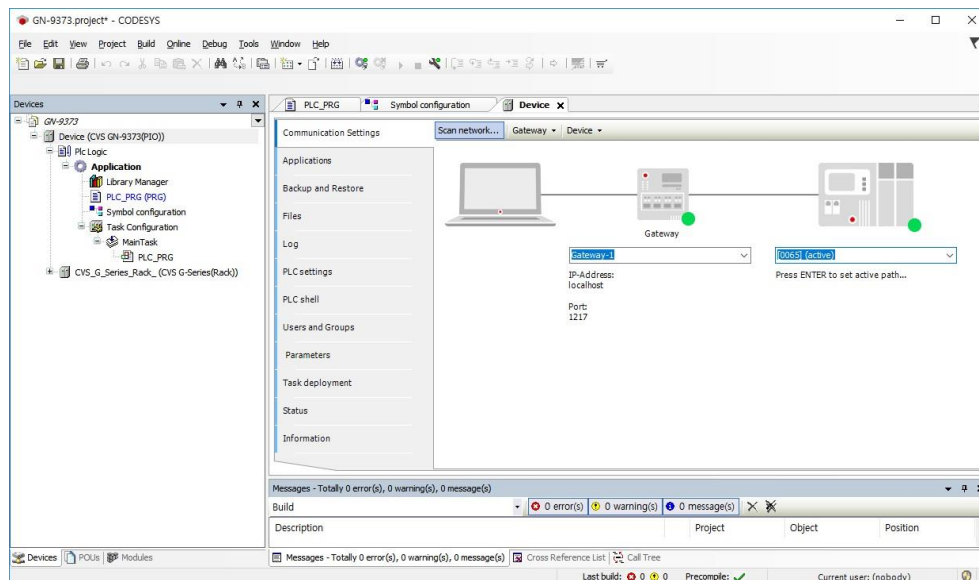 GN-9373.project* - CODESYS
File Edit View Project Build Online Debug Tools Window Help
Devices
GN-9373
Device (CVS GN-9373(PIO))
Plc Logic
Application
Library Manager
PLC_PRG (PRG)
Symbol configuration
Task Configuration
MainTask
PLC_PRG
CVS_G_Series_Rack_ (CVS G-Series(Rack))
Devices POUs Modules
PLC_PRG Symbol configuration Device
Communication Settings
Applications
Backup and Restore
Files
Log
PLC settings
PLC shell
Users and Groups
Parameters
Task deployment
Status
Information
Scan network... Gateway Device
Gateway
Gateway-1
IP-Address:
localhost
Port:
1217
[0065] (active)
Press ENTER to set active path...
Messages - Totally 0 error(s), 0 warning(s), 0 message(s)
Build 0 error(s) 0 warning(s) 0 message(s)
Description Project Object Position
Messages - Totally 0 error(s), 0 warning(s), 0 message(s) Cross Reference List Call Tree
Last build: 0 0 Precompile: Current user: (nobody)